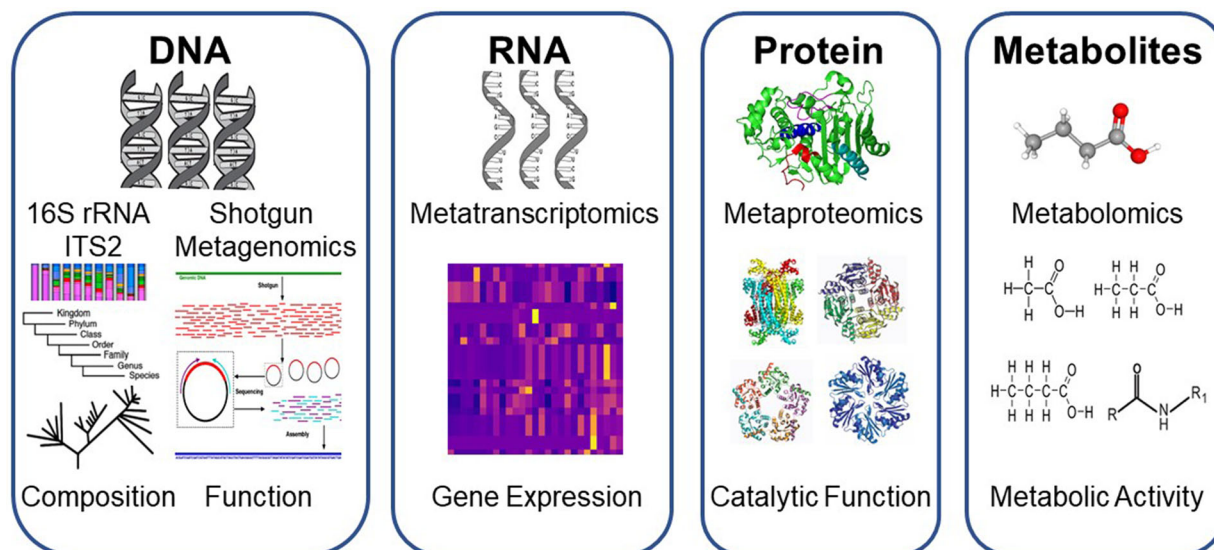 DNA
16S rRNA
ITS2
Shotgun
Metagenomics
Kingdom
Phylum
Class
Order
Family
Genus
Species
Genomic DNA
Shotgun
Sequencing
Assembly
Composition
Function
RNA
Metatranscriptomics
Gene Expression
Protein
Metaproteomics
Catalytic Function
Metabolites
Metabolomics
H O
H-C-C
H O-H
H H O
H-C-C-C
H H O-H
H H H O
H-C-C-C-C
H H H O-H
O
R N R1
H
Metabolic Activity